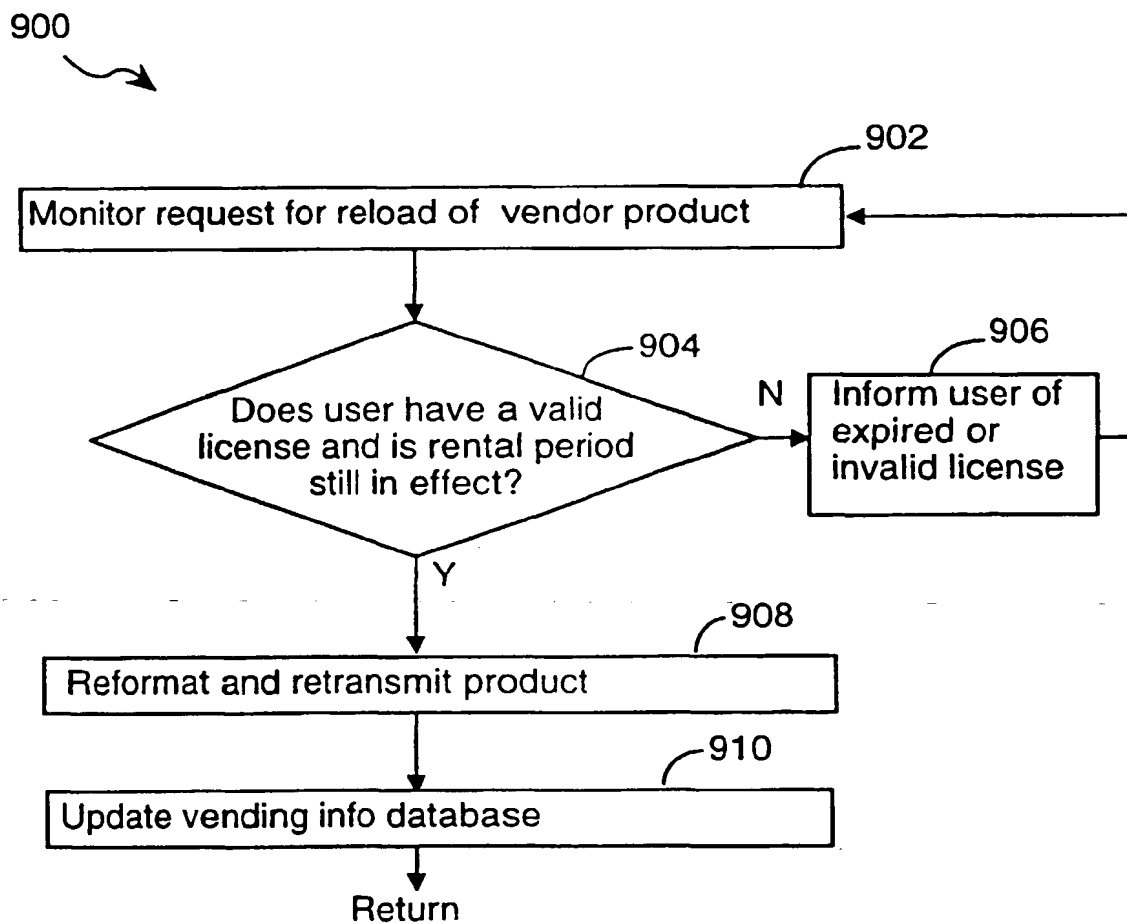 900
902
Monitor request for reload of vendor product
904
Does user have a valid
license and is rental period
still in effect?
N
906
Inform user of
expired or
invalid license
Y
908
Reformat and retransmit product
910
Update vending info database
Return